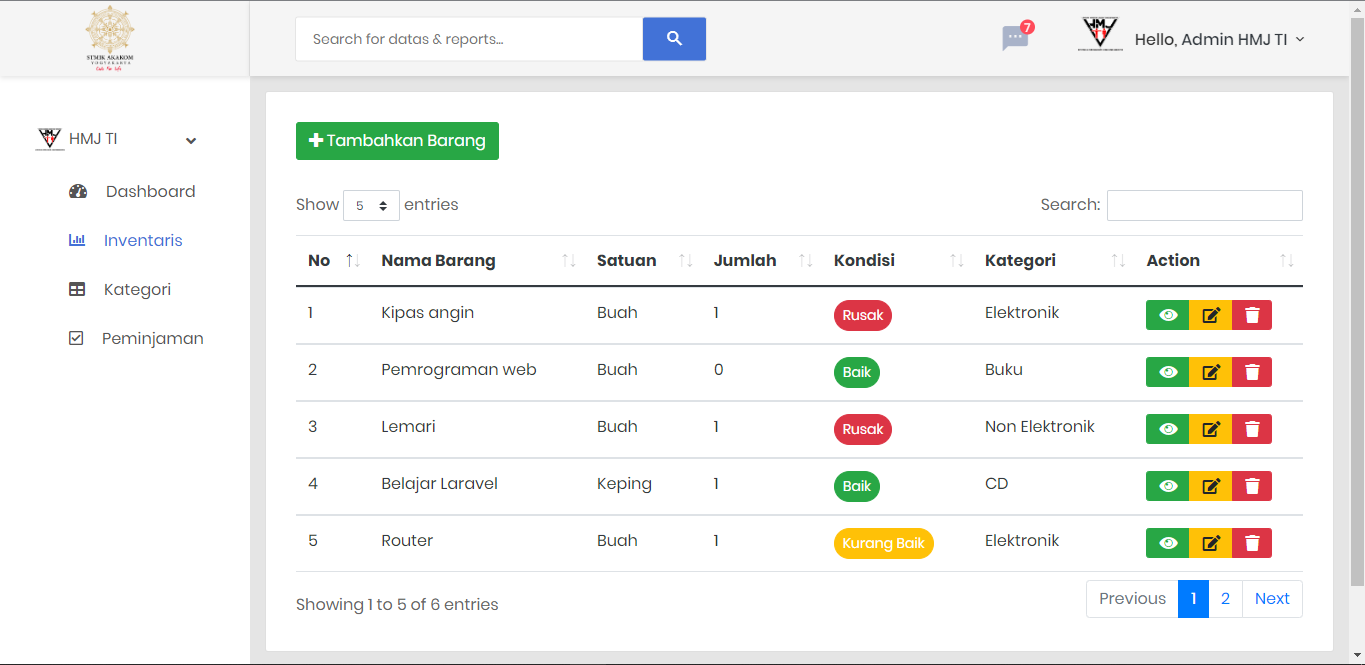 STMIK AKAKOM
YOGYAKARTA
Search for datas & reports...
7
HMJ
TI
Hello, Admin HMJ TI
HMJ TI
Dashboard
Inventaris
Kategori
Peminjaman
Tambahkan Barang
Show 5 entries
Search:
No Nama Barang Satuan Jumlah Kondisi Kategori Action
1 Kipas angin Buah 1 Rusak Elektronik
2 Pemrograman web Buah 0 Baik Buku
3 Lemari Buah 1 Rusak Non Elektronik
4 Belajar Laravel Keping 1 Baik CD
5 Router Buah 1 Kurang Baik Elektronik
Showing 1 to 5 of 6 entries
Previous 1 2 Next